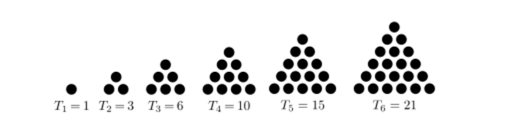 T₁ = 1 T₂ = 3 T₃ = 6 T₄ = 10 T₅ = 15 T₆ = 21